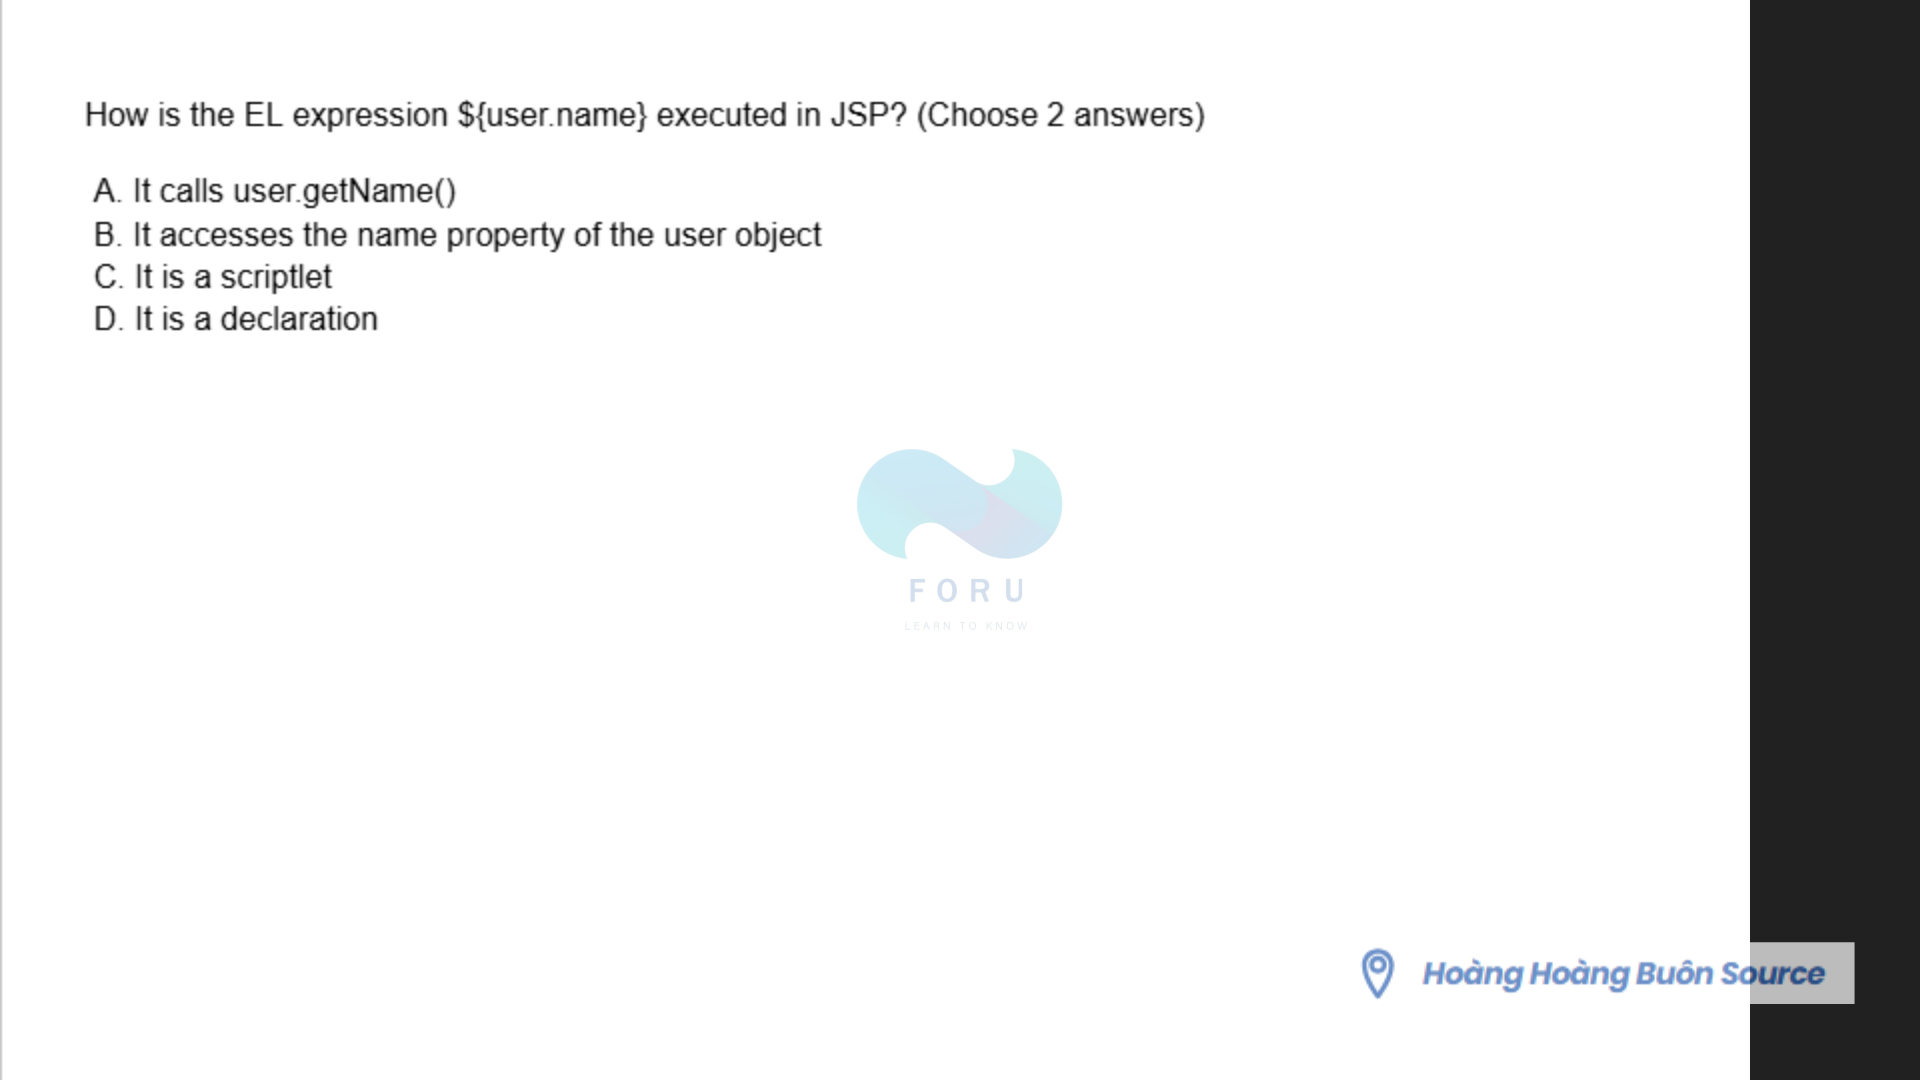 How is the EL expression ${user.name} executed in JSP? (Choose 2 answers)
A. It calls user.getName()
B. It accesses the name property of the user object
C. It is a scriptlet
D. It is a declaration
FORU
LEARN TO KNOW
Hoàng Hoàng Buôn Source